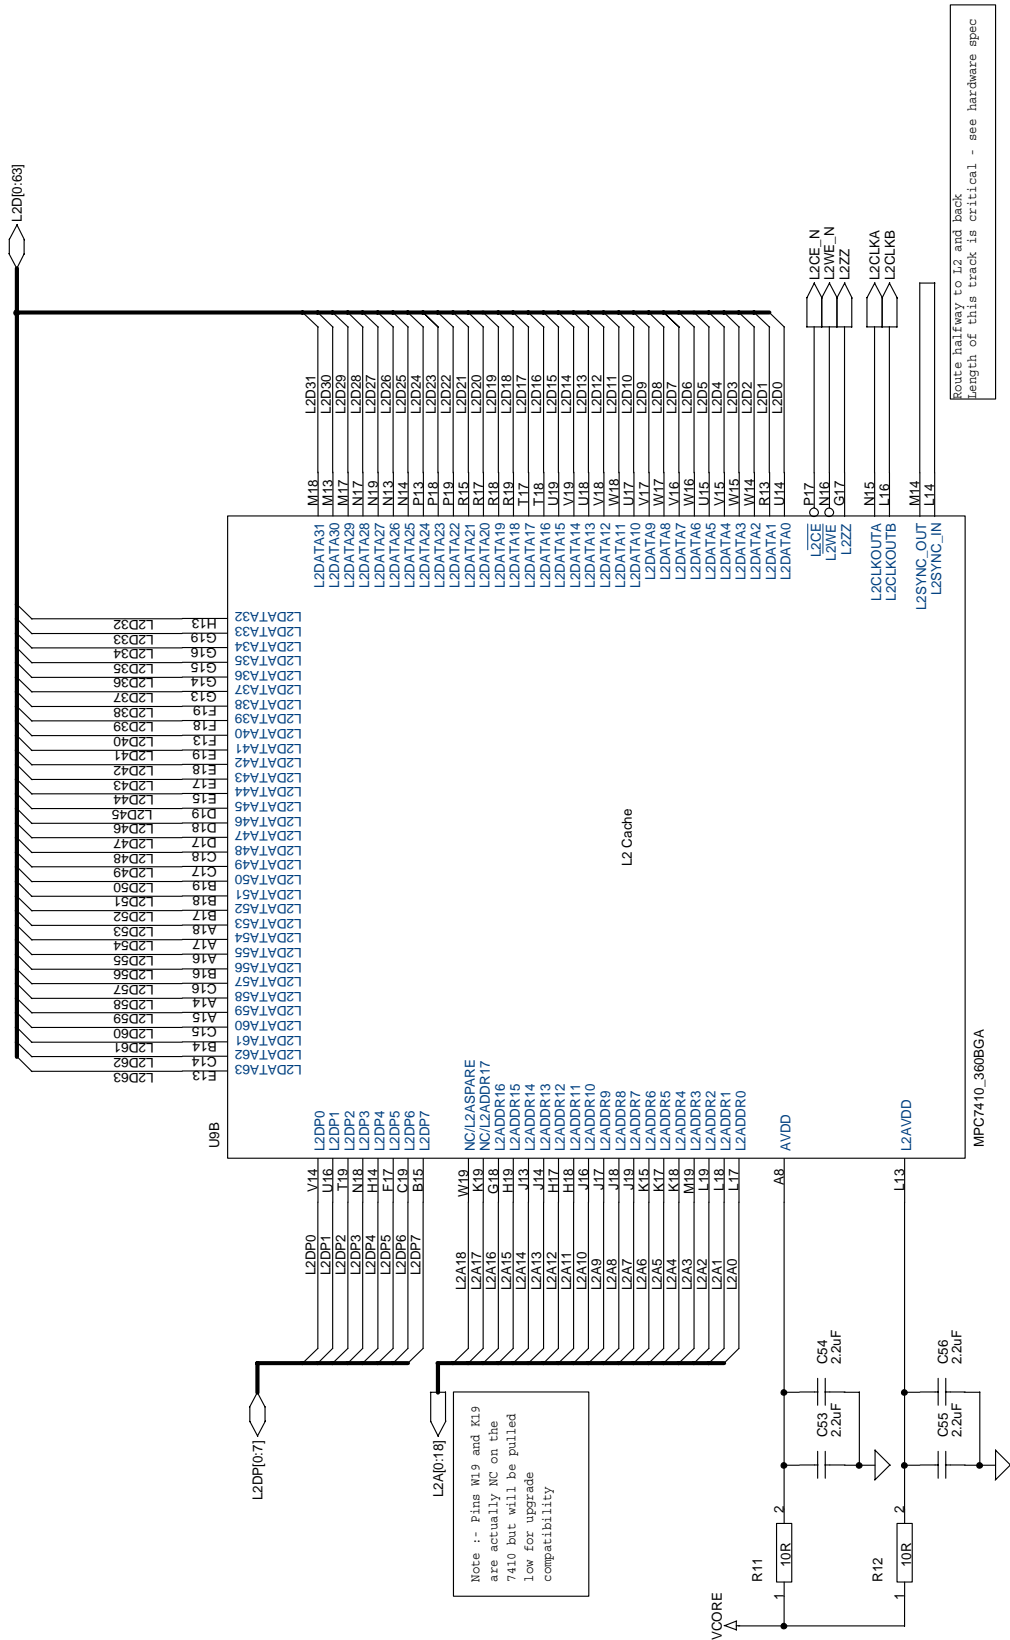 L2D[0:63]
L2D32 H13 L2DATA32
L2D33 G19 L2DATA33
L2D34 G16 L2DATA34
L2D35 G15 L2DATA35
L2D36 G14 L2DATA36
L2D37 G13 L2DATA37
L2D38 F19 L2DATA38
L2D39 F18 L2DATA39
L2D40 F13 L2DATA40
L2D41 E19 L2DATA41
L2D42 E18 L2DATA42
L2D43 E17 L2DATA43
L2D44 E15 L2DATA44
L2D45 D19 L2DATA45
L2D46 D18 L2DATA46
L2D47 D17 L2DATA47
L2D48 C18 L2DATA48
L2D49 C17 L2DATA49
L2D50 B19 L2DATA50
L2D51 B18 L2DATA51
L2D52 B17 L2DATA52
L2D53 A18 L2DATA53
L2D54 A17 L2DATA54
L2D55 A16 L2DATA55
L2D56 B16 L2DATA56
L2D57 C16 L2DATA57
L2D58 A14 L2DATA58
L2D59 A15 L2DATA59
L2D60 C15 L2DATA60
L2D61 B14 L2DATA61
L2D62 C14 L2DATA62
L2D63 E13 L2DATA63
U9B
L2DP[0:7]
L2DP0 V14 L2DP0
L2DP1 U16 L2DP1
L2DP2 T19 L2DP2
L2DP3 N18 L2DP3
L2DP4 H14 L2DP4
L2DP5 F17 L2DP5
L2DP6 C19 L2DP6
L2DP7 B15 L2DP7
L2A[0:18]
L2A18 W19 NC/L2ASPARE
L2A17 K19 NC/L2ADDR17
L2A16 G18 L2ADDR16
L2A15 H19 L2ADDR15
L2A14 J13 L2ADDR14
L2A13 J14 L2ADDR13
L2A12 H17 L2ADDR12
L2A11 H18 L2ADDR11
L2A10 J16 L2ADDR10
L2A9 J17 L2ADDR9
L2A8 J18 L2ADDR8
L2A7 J19 L2ADDR7
L2A6 K15 L2ADDR6
L2A5 K17 L2ADDR5
L2A4 K18 L2ADDR4
L2A3 M19 L2ADDR3
L2A2 L19 L2ADDR2
L2A1 L18 L2ADDR1
L2A0 L17 L2ADDR0
Note :- Pins W19 and K19
are actually NC on the
7410 but will be pulled
low for upgrade
compatibility
L2 Cache
L2DATA31 M18 L2D31
L2DATA30 M13 L2D30
L2DATA29 M17 L2D29
L2DATA28 N17 L2D28
L2DATA27 N19 L2D27
L2DATA26 N13 L2D26
L2DATA25 N14 L2D25
L2DATA24 P13 L2D24
L2DATA23 P18 L2D23
L2DATA22 P19 L2D22
L2DATA21 R15 L2D21
L2DATA20 R17 L2D20
L2DATA19 R18 L2D19
L2DATA18 R19 L2D18
L2DATA17 T17 L2D17
L2DATA16 T18 L2D16
L2DATA15 U19 L2D15
L2DATA14 V19 L2D14
L2DATA13 U18 L2D13
L2DATA12 V18 L2D12
L2DATA11 W18 L2D11
L2DATA10 U17 L2D10
L2DATA9 V17 L2D9
L2DATA8 W17 L2D8
L2DATA7 V16 L2D7
L2DATA6 W16 L2D6
L2DATA5 U15 L2D5
L2DATA4 V15 L2D4
L2DATA3 W15 L2D3
L2DATA2 W14 L2D2
L2DATA1 R13 L2D1
L2DATA0 U14 L2D0
L2CE P17 L2CE_N
L2WE N16 L2WE_N
L2ZZ G17 L2ZZ
L2CLKOUTA N15 L2CLKA
L2CLKOUTB L16 L2CLKB
L2SYNC_OUT M14
L2SYNC_IN L14
Route halfway to L2 and back
Length of this track is critical - see hardware spec
VCORE
R11
1 10R 2
C53
2.2uF
C54
2.2uF
A8 AVDD
R12
1 10R 2
C55
2.2uF
C56
2.2uF
L13 L2AVDD
MPC7410_360BGA